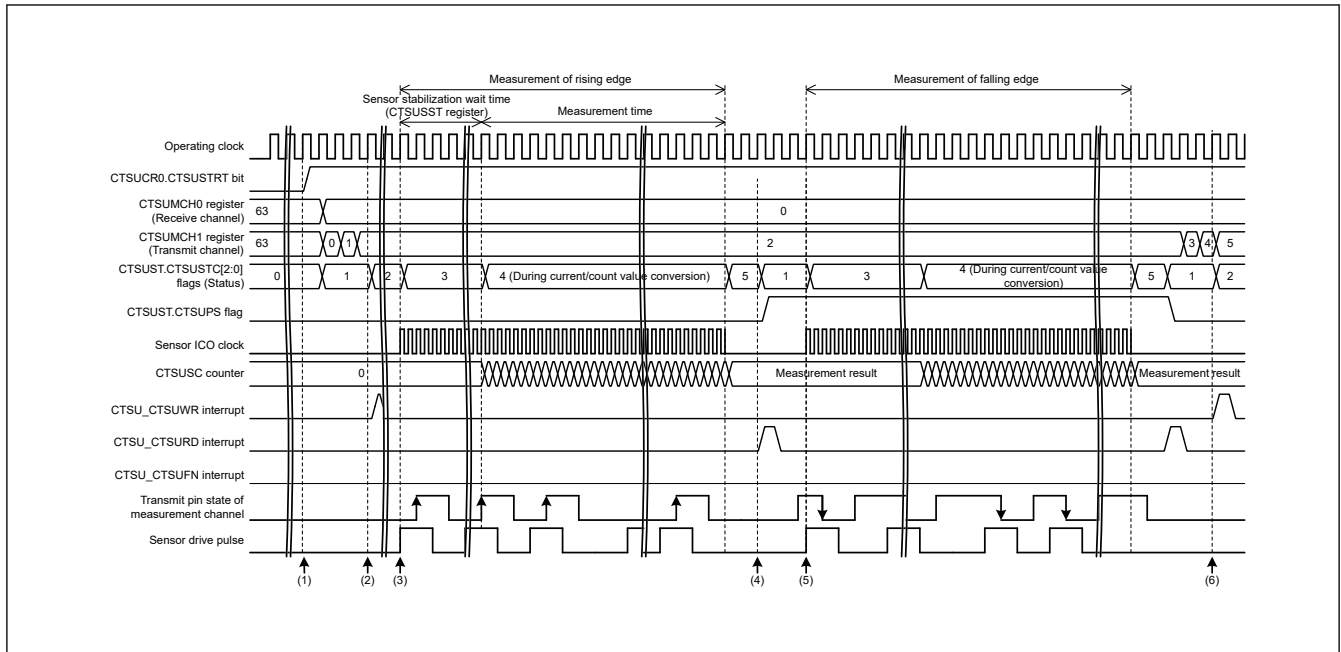 Measurement of rising edge
Measurement of falling edge
Sensor stabilization wait time
(CTSUSST register)
Measurement time
Operating clock
CTSUCR0.CTSUSTRT bit
CTSUMCH0 register
(Receive channel)
63
0
CTSUMCH1 register
(Transmit channel)
63
0
1
2
3
4
5
CTSUST.CTSUSTC[2:0]
flags (Status)
0
1
2
3
4 (During current/count value conversion)
5
1
3
4 (During current/count value
conversion)
5
1
2
CTSUST.CTSUPS flag
Sensor ICO clock
CTSUSC counter
0
Measurement result
Measurement result
CTSU_CTSUWR interrupt
CTSU_CTSURD interrupt
CTSU_CTSUFN interrupt
Transmit pin state of
measurement channel
Sensor drive pulse
(1)
(2)
(3)
(4)
(5)
(6)